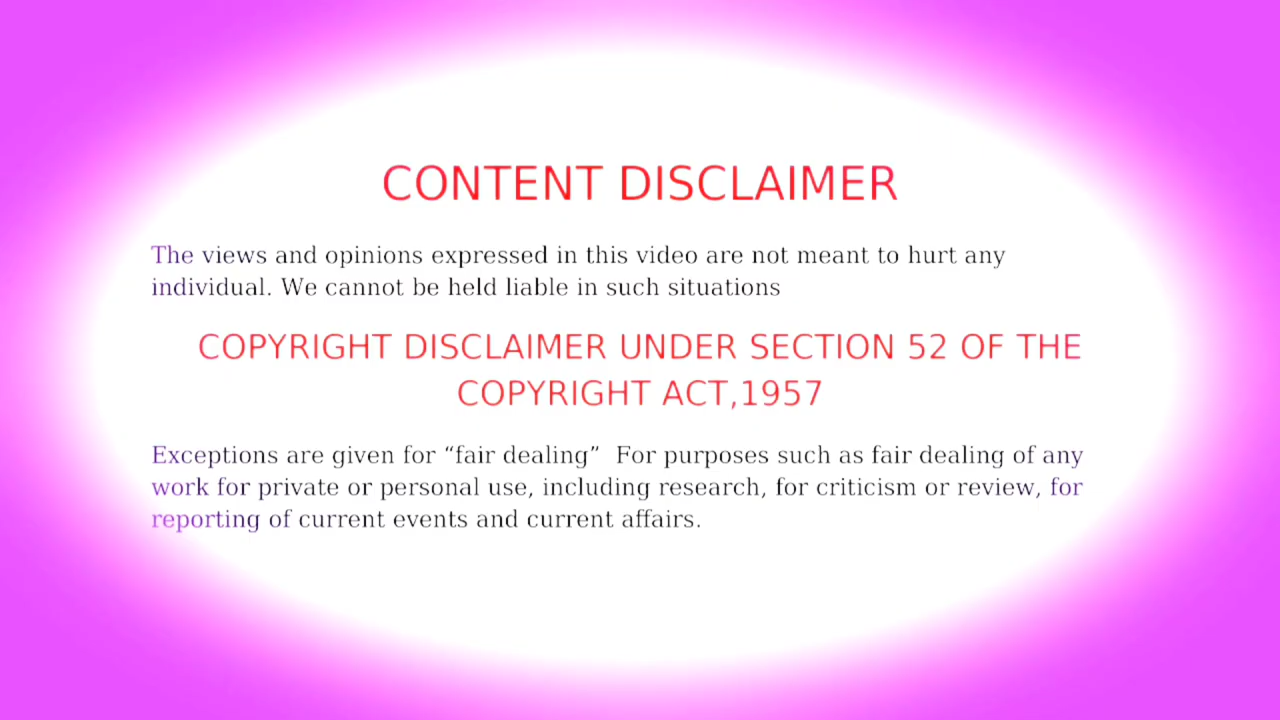 CONTENT DISCLAIMER
The views and opinions expressed in this video are not meant to hurt any
individual. We cannot be held liable in such situations
COPYRIGHT DISCLAIMER UNDER SECTION 52 OF THE
COPYRIGHT ACT,1957
Exceptions are given for “fair dealing”  For purposes such as fair dealing of any
work for private or personal use, including research, for criticism or review, for
reporting of current events and current affairs.